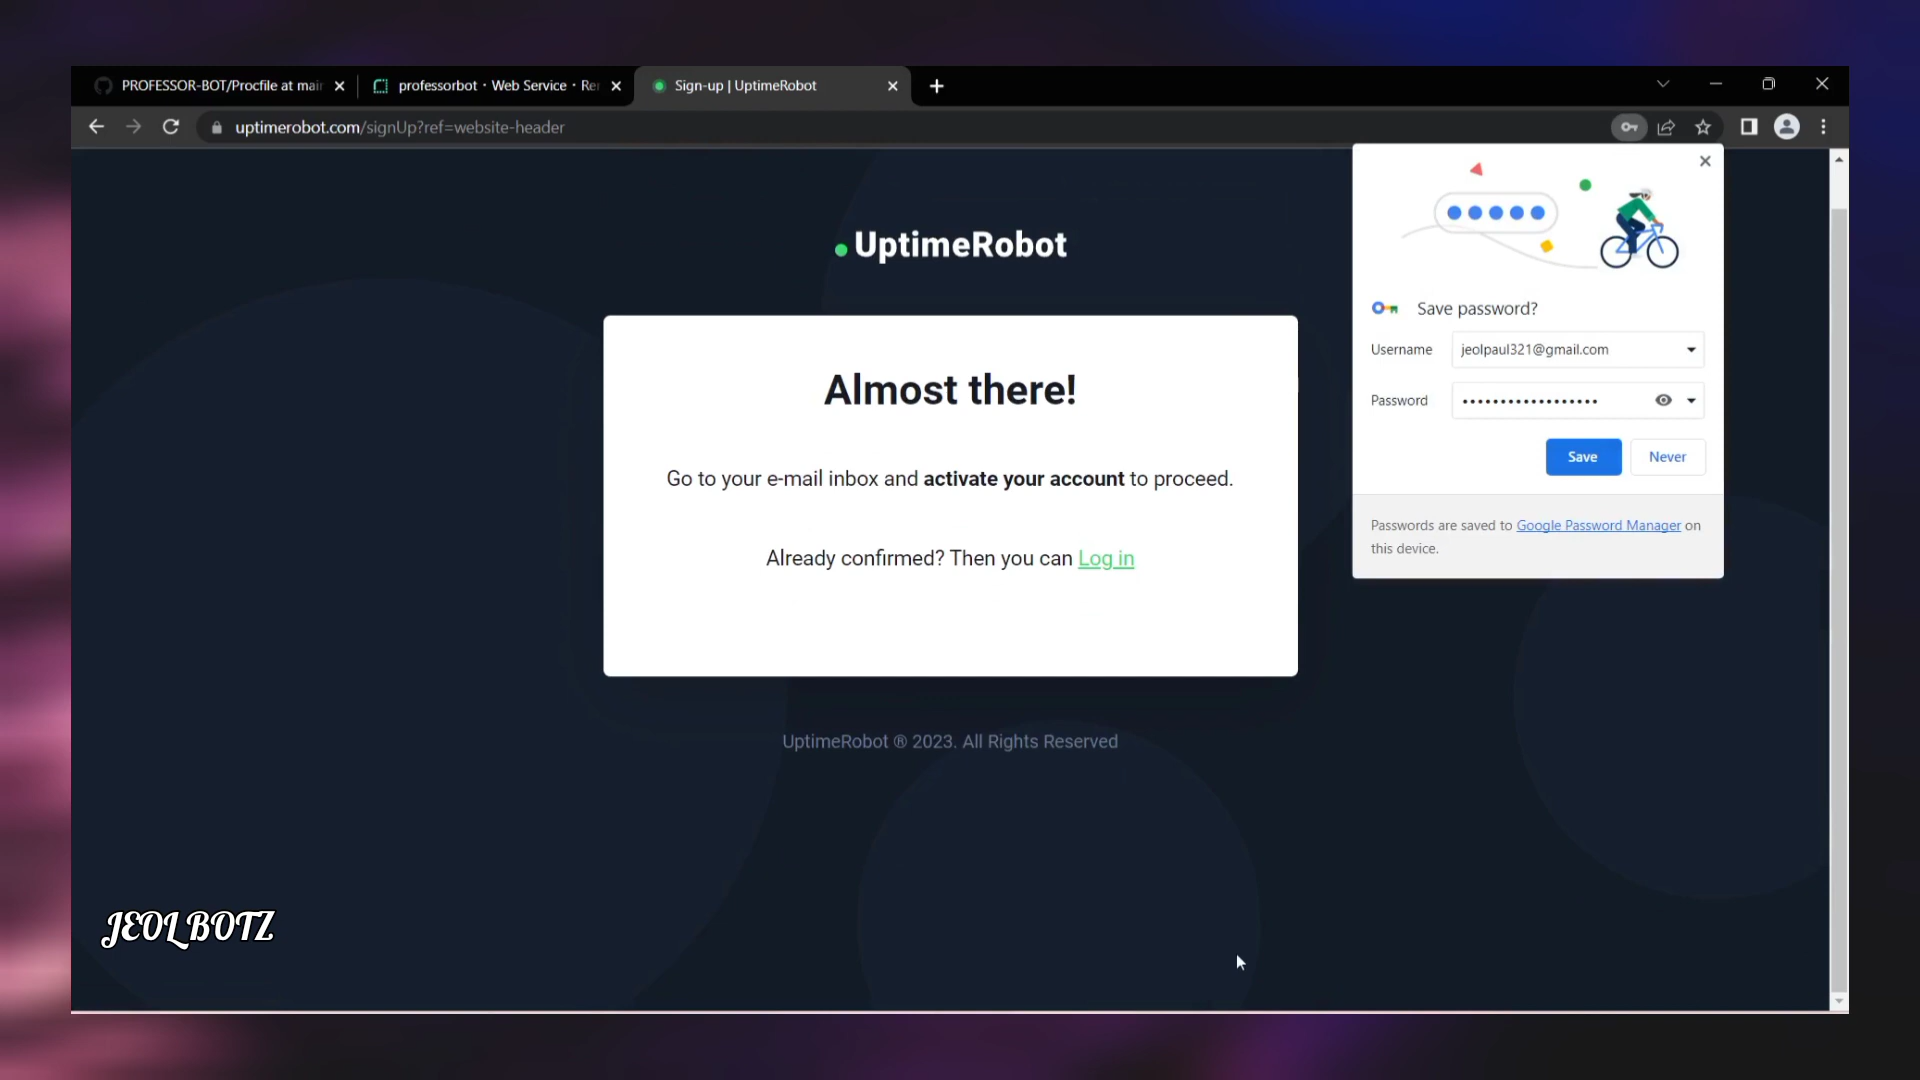 PROFESSOR-BOT/Procfile at mair
professorbot · Web Service · Rer
Sign-up | UptimeRobot
uptimerobot.com/signUp?ref=website-header
UptimeRobot
Almost there!
Go to your e-mail inbox and activate your account to proceed.
Already confirmed? Then you can Log in
UptimeRobot ® 2023. All Rights Reserved
Save password?
Username jeolpaul321@gmail.com
Password ••••••••••••••••••
Save Never
Passwords are saved to Google Password Manager on
this device.
JEOL BOTZ